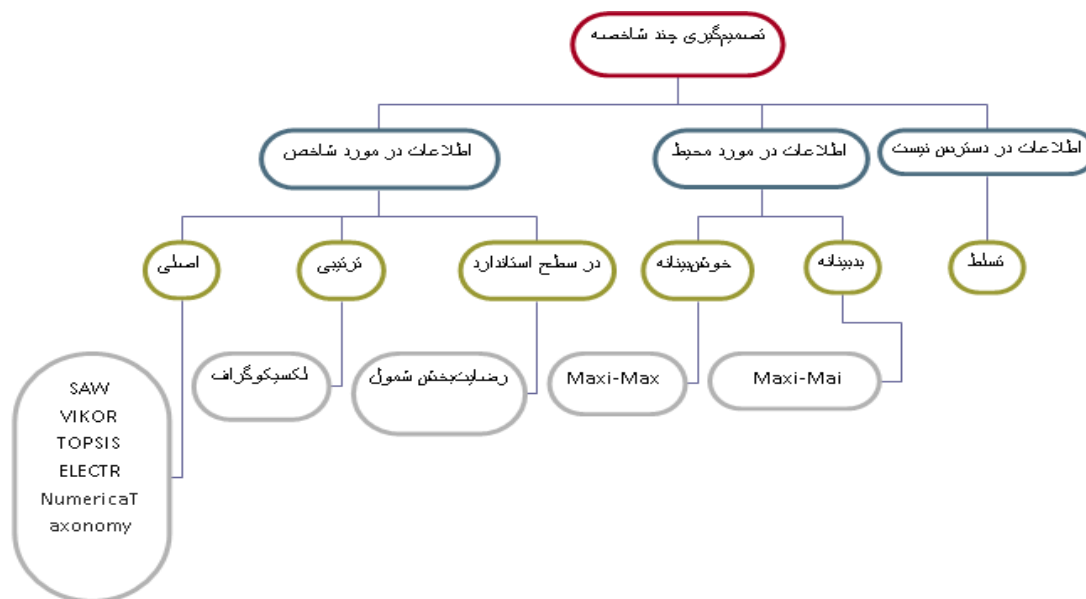 تصمیم‌گیری چند شاخصه
اطلاعات در مورد شاخص
اطلاعات در مورد محیط
اطلاعات در دسترس نیست
اصلی
ترتیبی
در سطح استاندارد
خوش‌بینانه
بدبینانه
تسلط
SAW
VIKOR
TOPSIS
ELECTR
NumericaT
axonomy
لکسیکوگراف
رضایت‌بخش شمول
Maxi-Max
Maxi-Mai